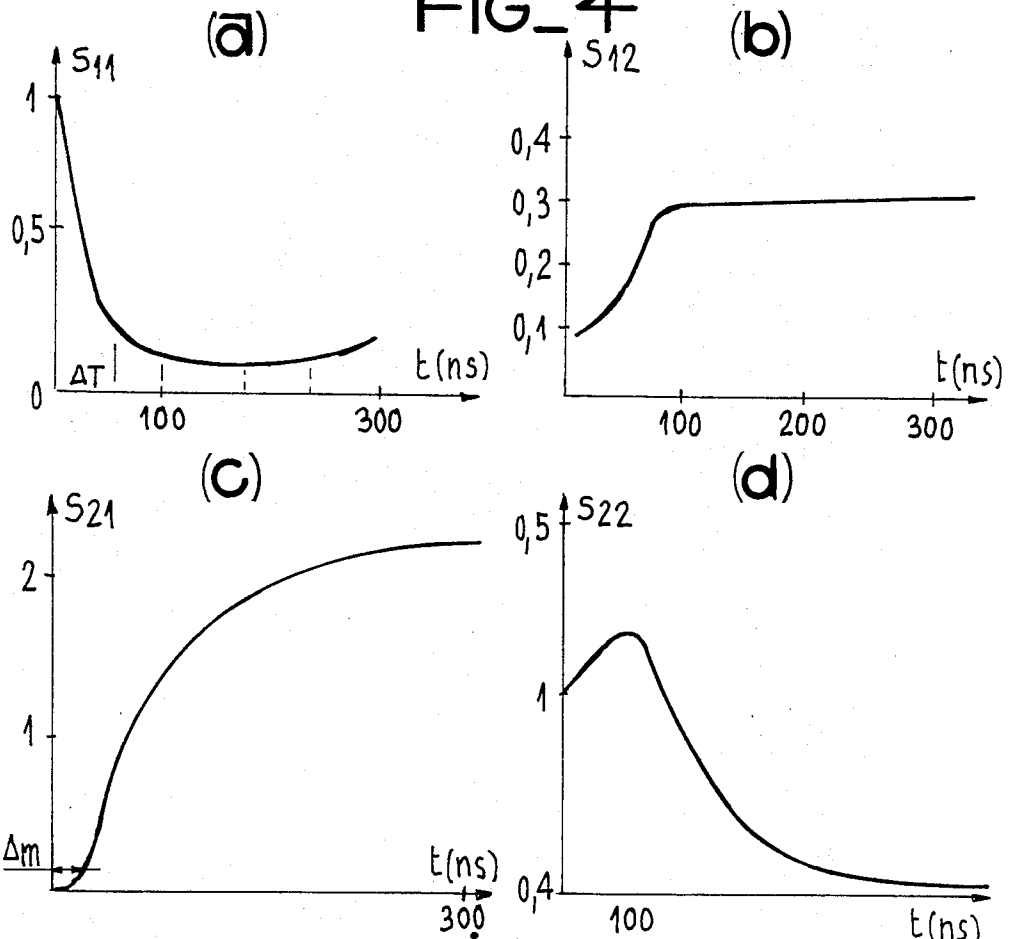 FIG_4
(a)
S11
1
0,5
0
ΔT
100
300
t(ns)
(b)
S12
0,4
0,3
0,2
0,1
100
200
300
t(ns)
(c)
S21
2
1
Δm
300
t(ns)
(d)
S22
0,5
1
0,4
100
t(ns)